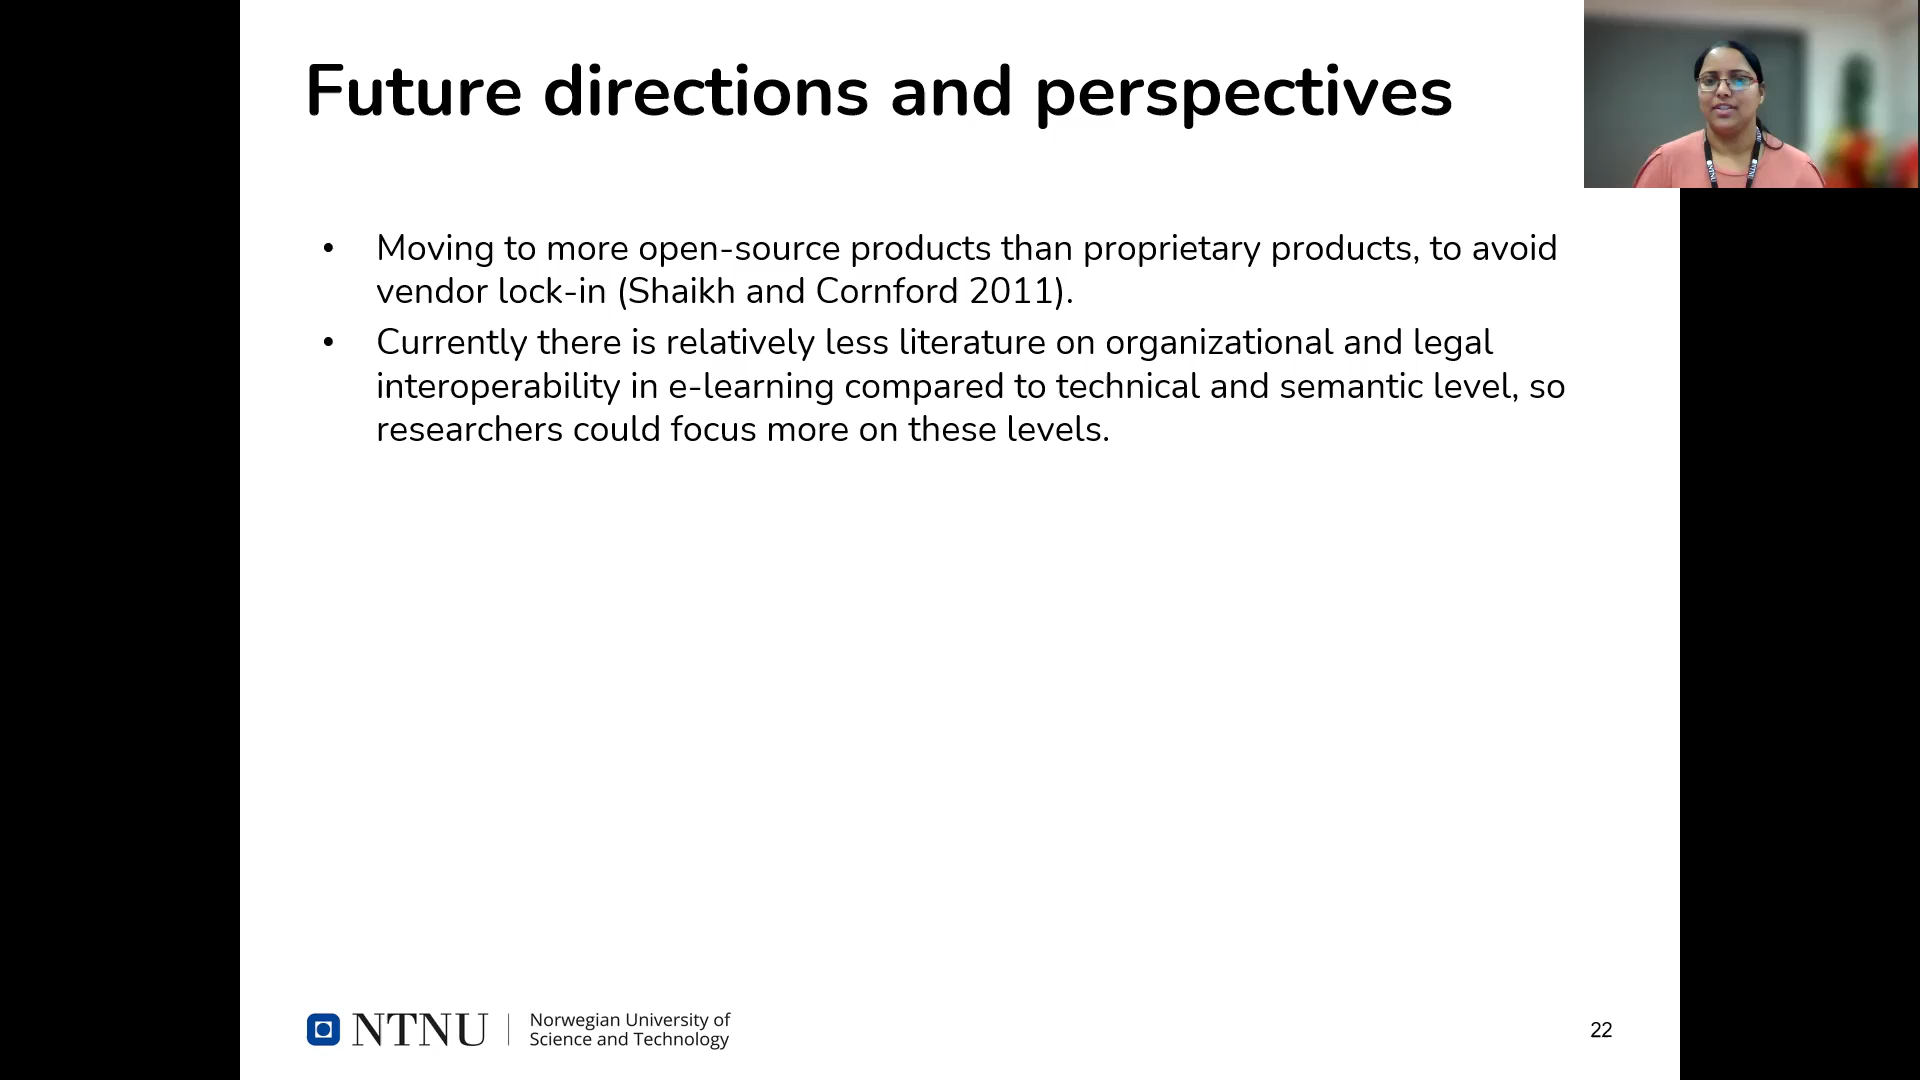 Future directions and perspectives
• Moving to more open-source products than proprietary products, to avoid
vendor lock-in (Shaikh and Cornford 2011).
• Currently there is relatively less literature on organizational and legal
interoperability in e-learning compared to technical and semantic level, so
researchers could focus more on these levels.
NTNU
Norwegian University of
Science and Technology
22